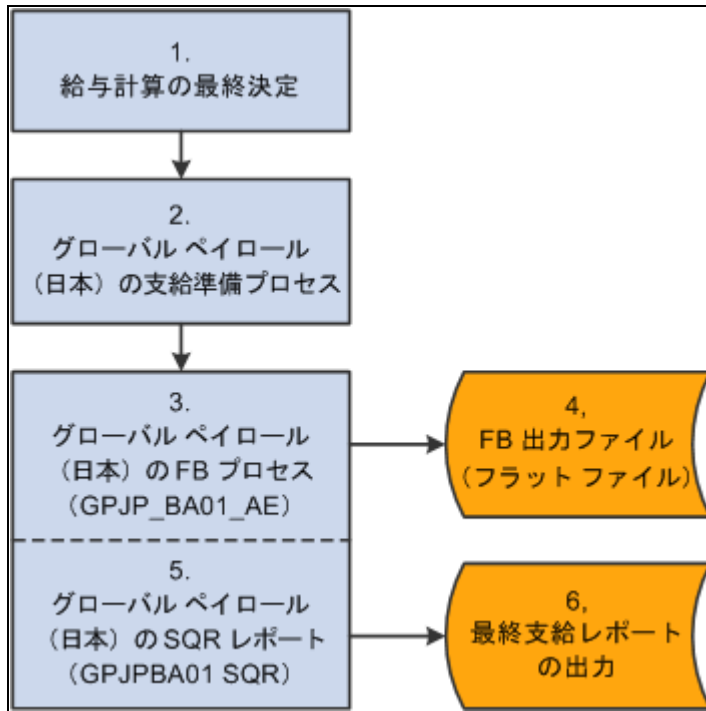 1.
給与計算の最終決定
2.
グローバル ペイロール
（日本）の支給準備プロセス
3.
グローバル ペイロール
（日本）の FB プロセス
（GPJP_BA01_AE）
4,
FB 出力ファイル
（フラット ファイル）
5.
グローバル ペイロール
（日本）の SQR レポート
（GPJPBA01 SQR）
6,
最終支給レポート
の出力